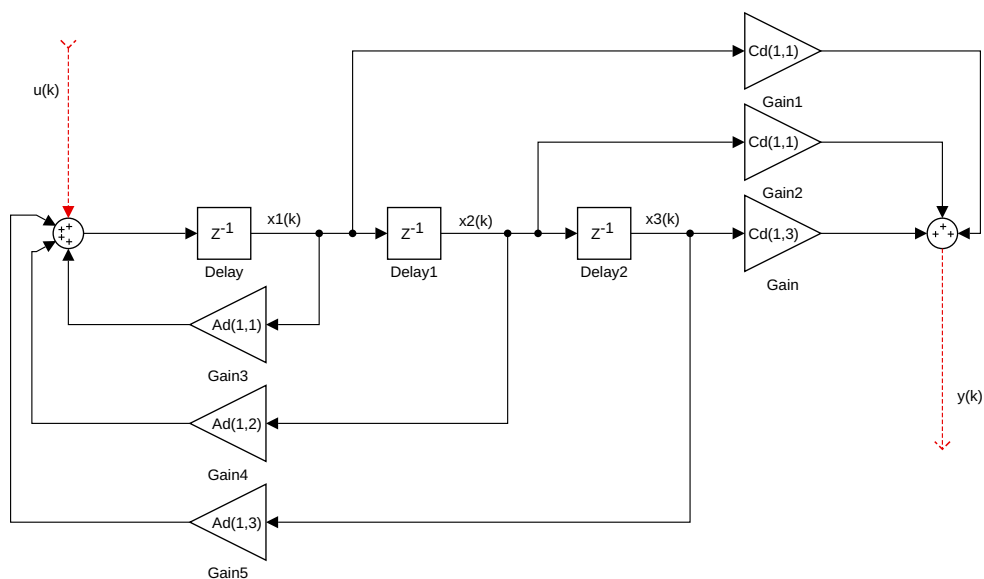 Cd(1,1)
Gain1
u(k)
Cd(1,1)
Gain2
+
+
+
+
Z-1
Delay
x1(k)
Z-1
Delay1
x2(k)
Z-1
Delay2
x3(k)
Cd(1,3)
Gain
+
+
+
Ad(1,1)
Gain3
Ad(1,2)
Gain4
y(k)
Ad(1,3)
Gain5